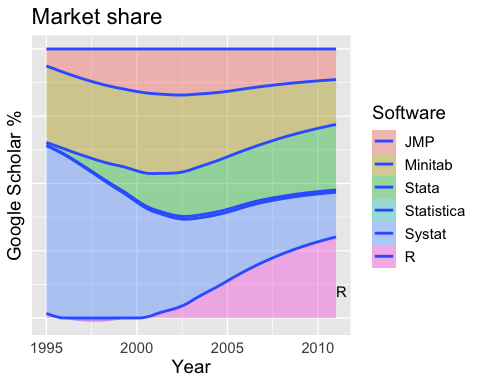 Market share
Google Scholar %
Software
JMP
Minitab
Stata
Statistica
Systat
R
R
1995
2000
2005
2010
Year